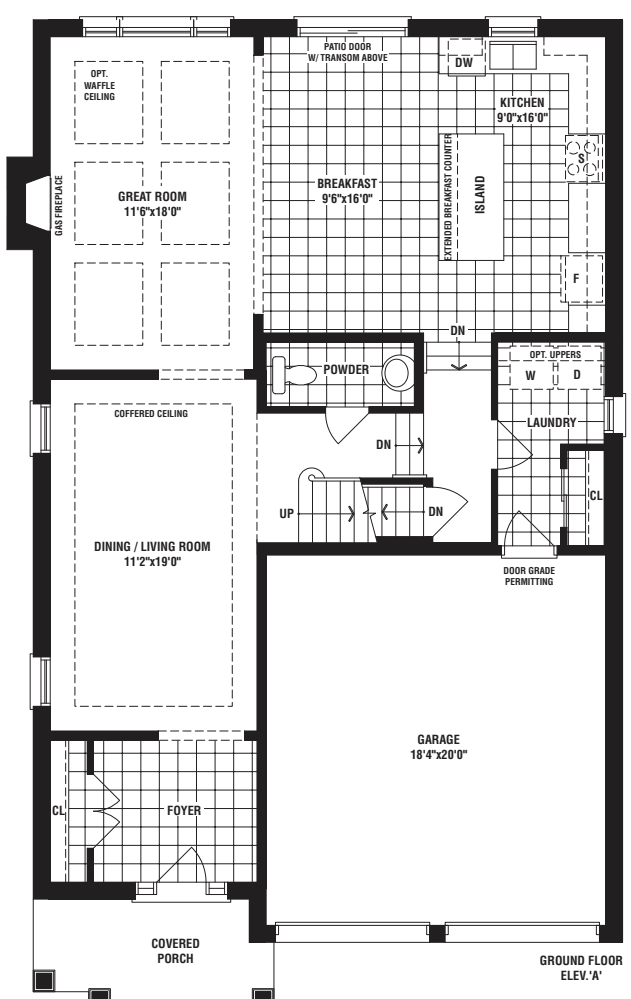 PATIO DOOR
W/ TRANSOM ABOVE
OPT.
WAFFLE
CEILING
DW
KITCHEN
9'0"x16'0"
S
GAS FIREPLACE
GREAT ROOM
11'6"x18'0"
BREAKFAST
9'6"x16'0"
EXTENDED BREAKFAST COUNTER
ISLAND
F
DN
POWDER
OPT. UPPERS
W
D
COFFERED CEILING
LAUNDRY
DN
CL
UP
DN
DINING / LIVING ROOM
11'2"x19'0"
DOOR GRADE
PERMITTING
GARAGE
18'4"x20'0"
CL
FOYER
COVERED
PORCH
GROUND FLOOR
ELEV.'A'